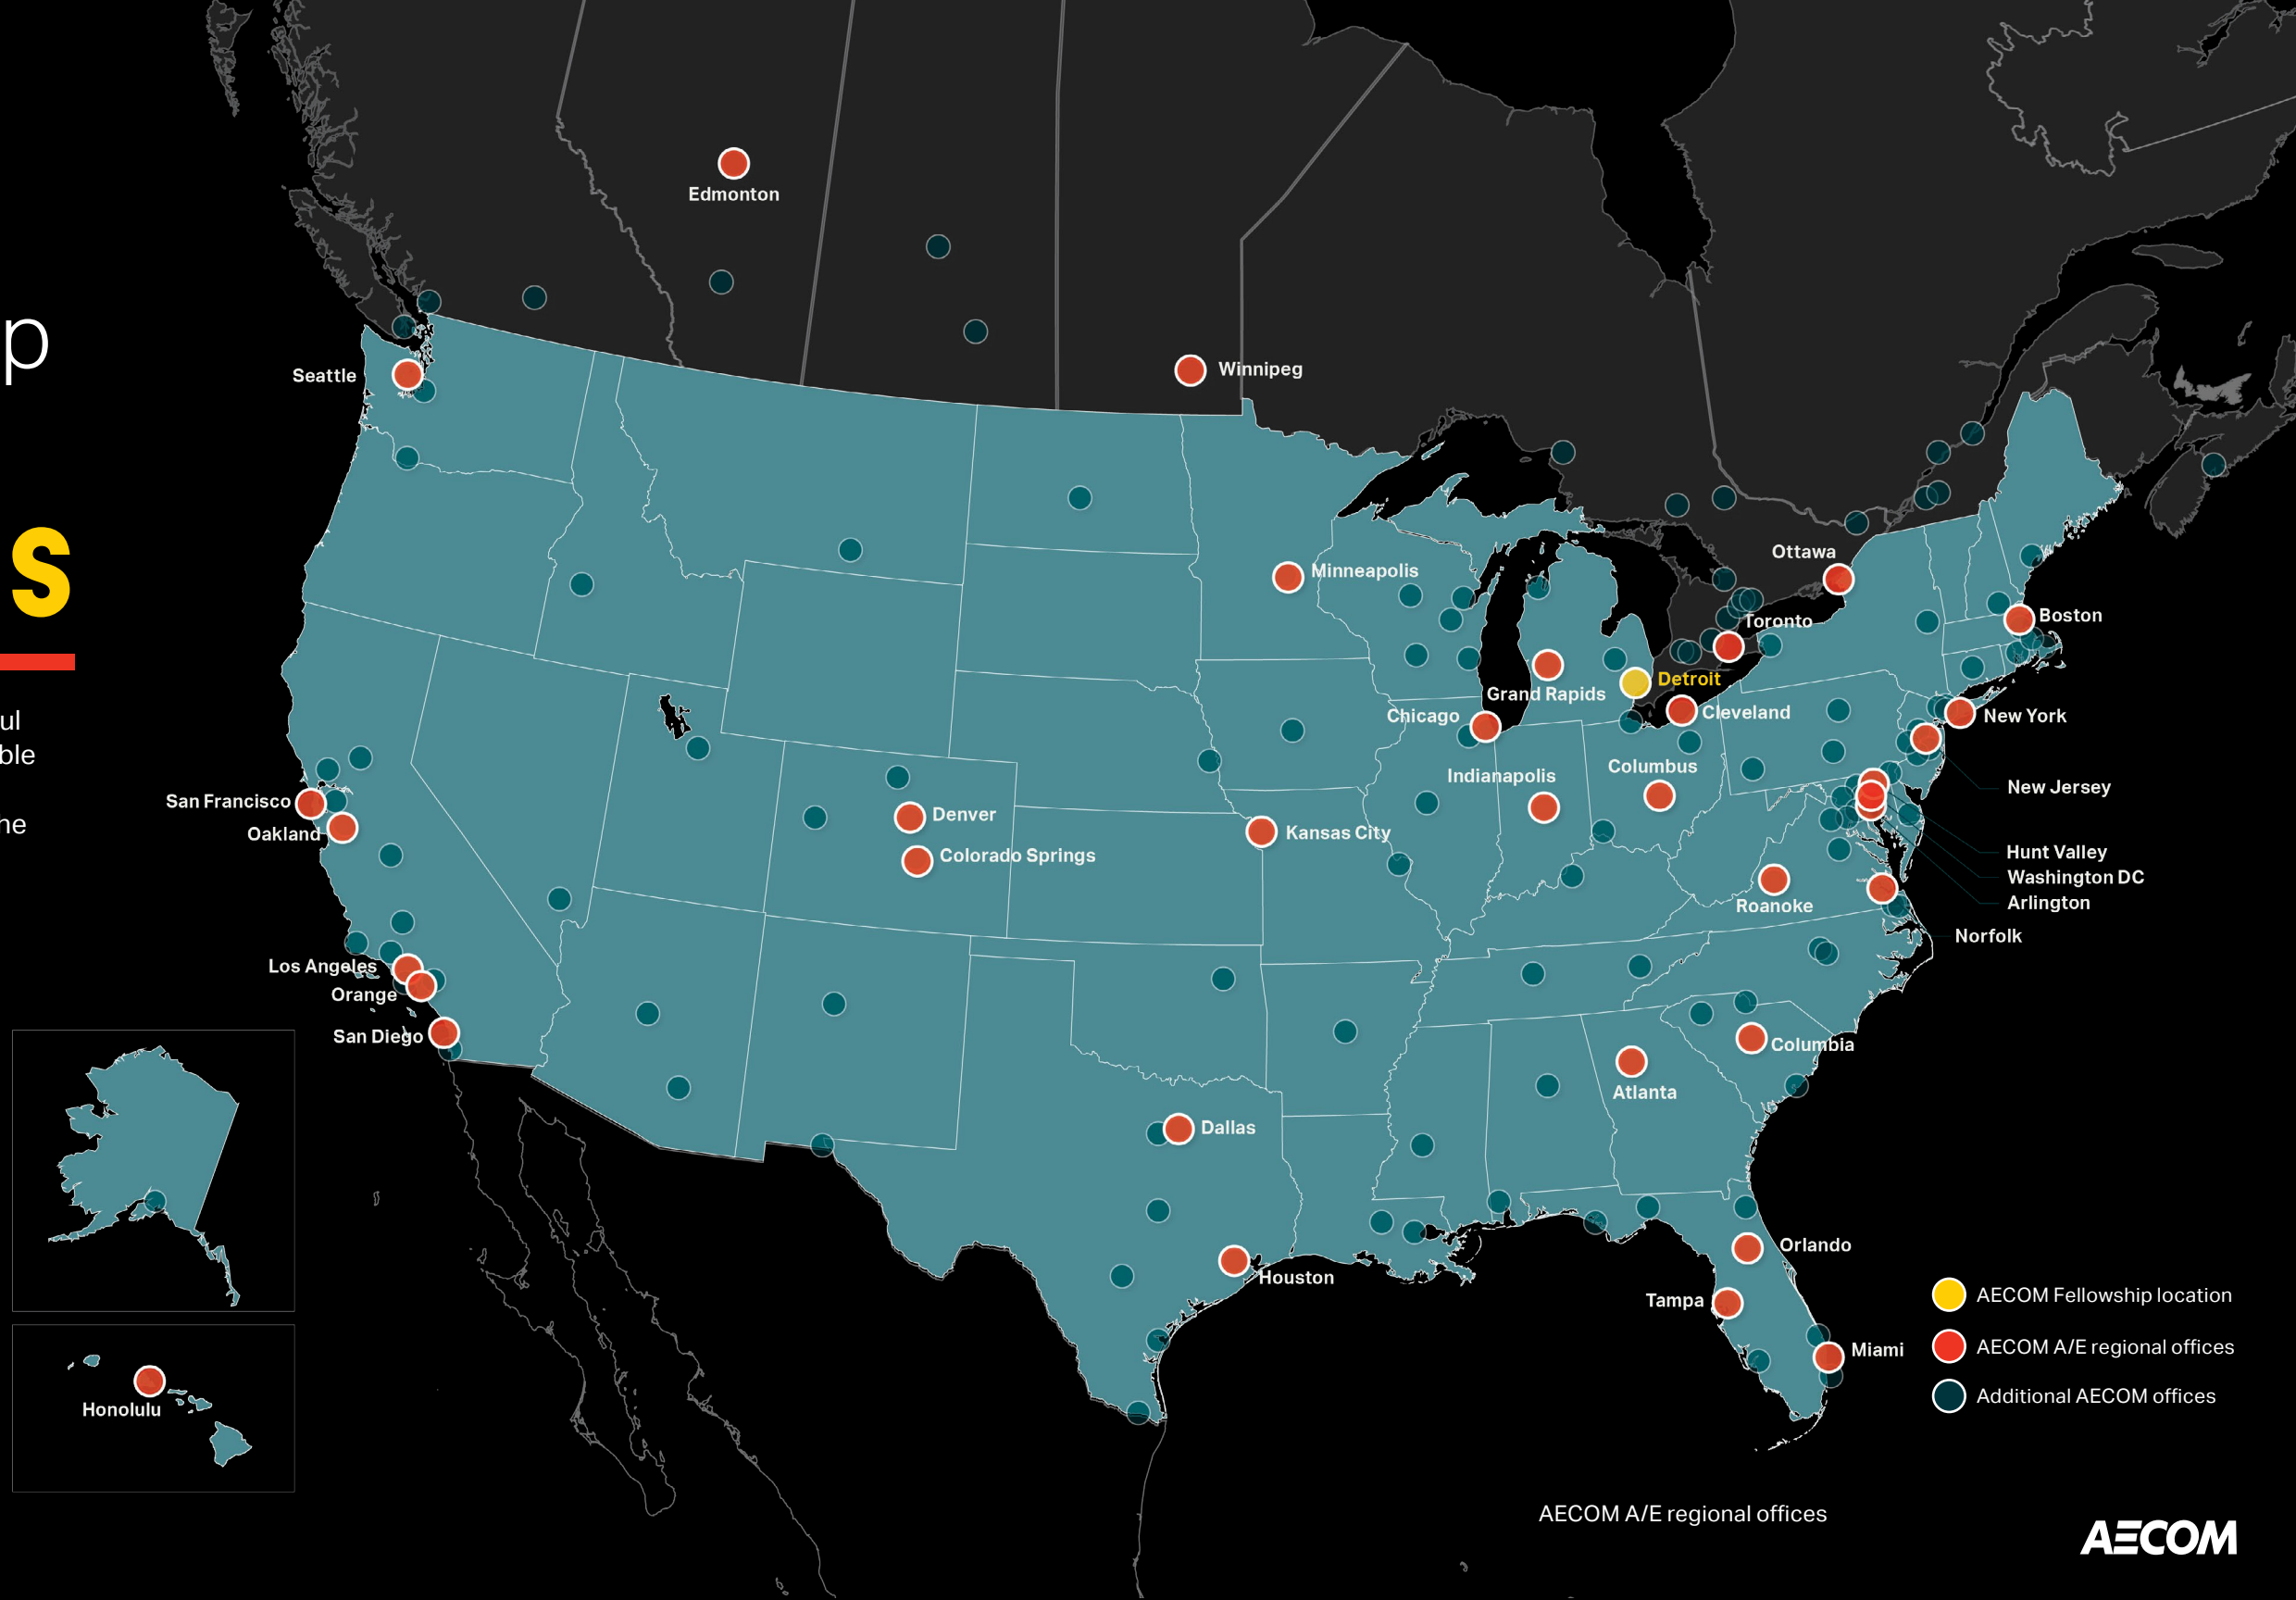 p
S
ul
ble
he
Edmonton
Winnipeg
Seattle
Ottawa
Minneapolis
Boston
Toronto
Detroit
Grand Rapids
Cleveland
Chicago
New York
Columbus
Indianapolis
New Jersey
San Francisco
Oakland
Denver
Kansas City
Colorado Springs
Hunt Valley
Washington DC
Arlington
Roanoke
Norfolk
Los Angeles
Orange
San Diego
Columbia
Atlanta
Dallas
Orlando
Houston
Tampa
Miami
Honolulu
AECOM Fellowship location
AECOM A/E regional offices
Additional AECOM offices
AECOM A/E regional offices
AECOM